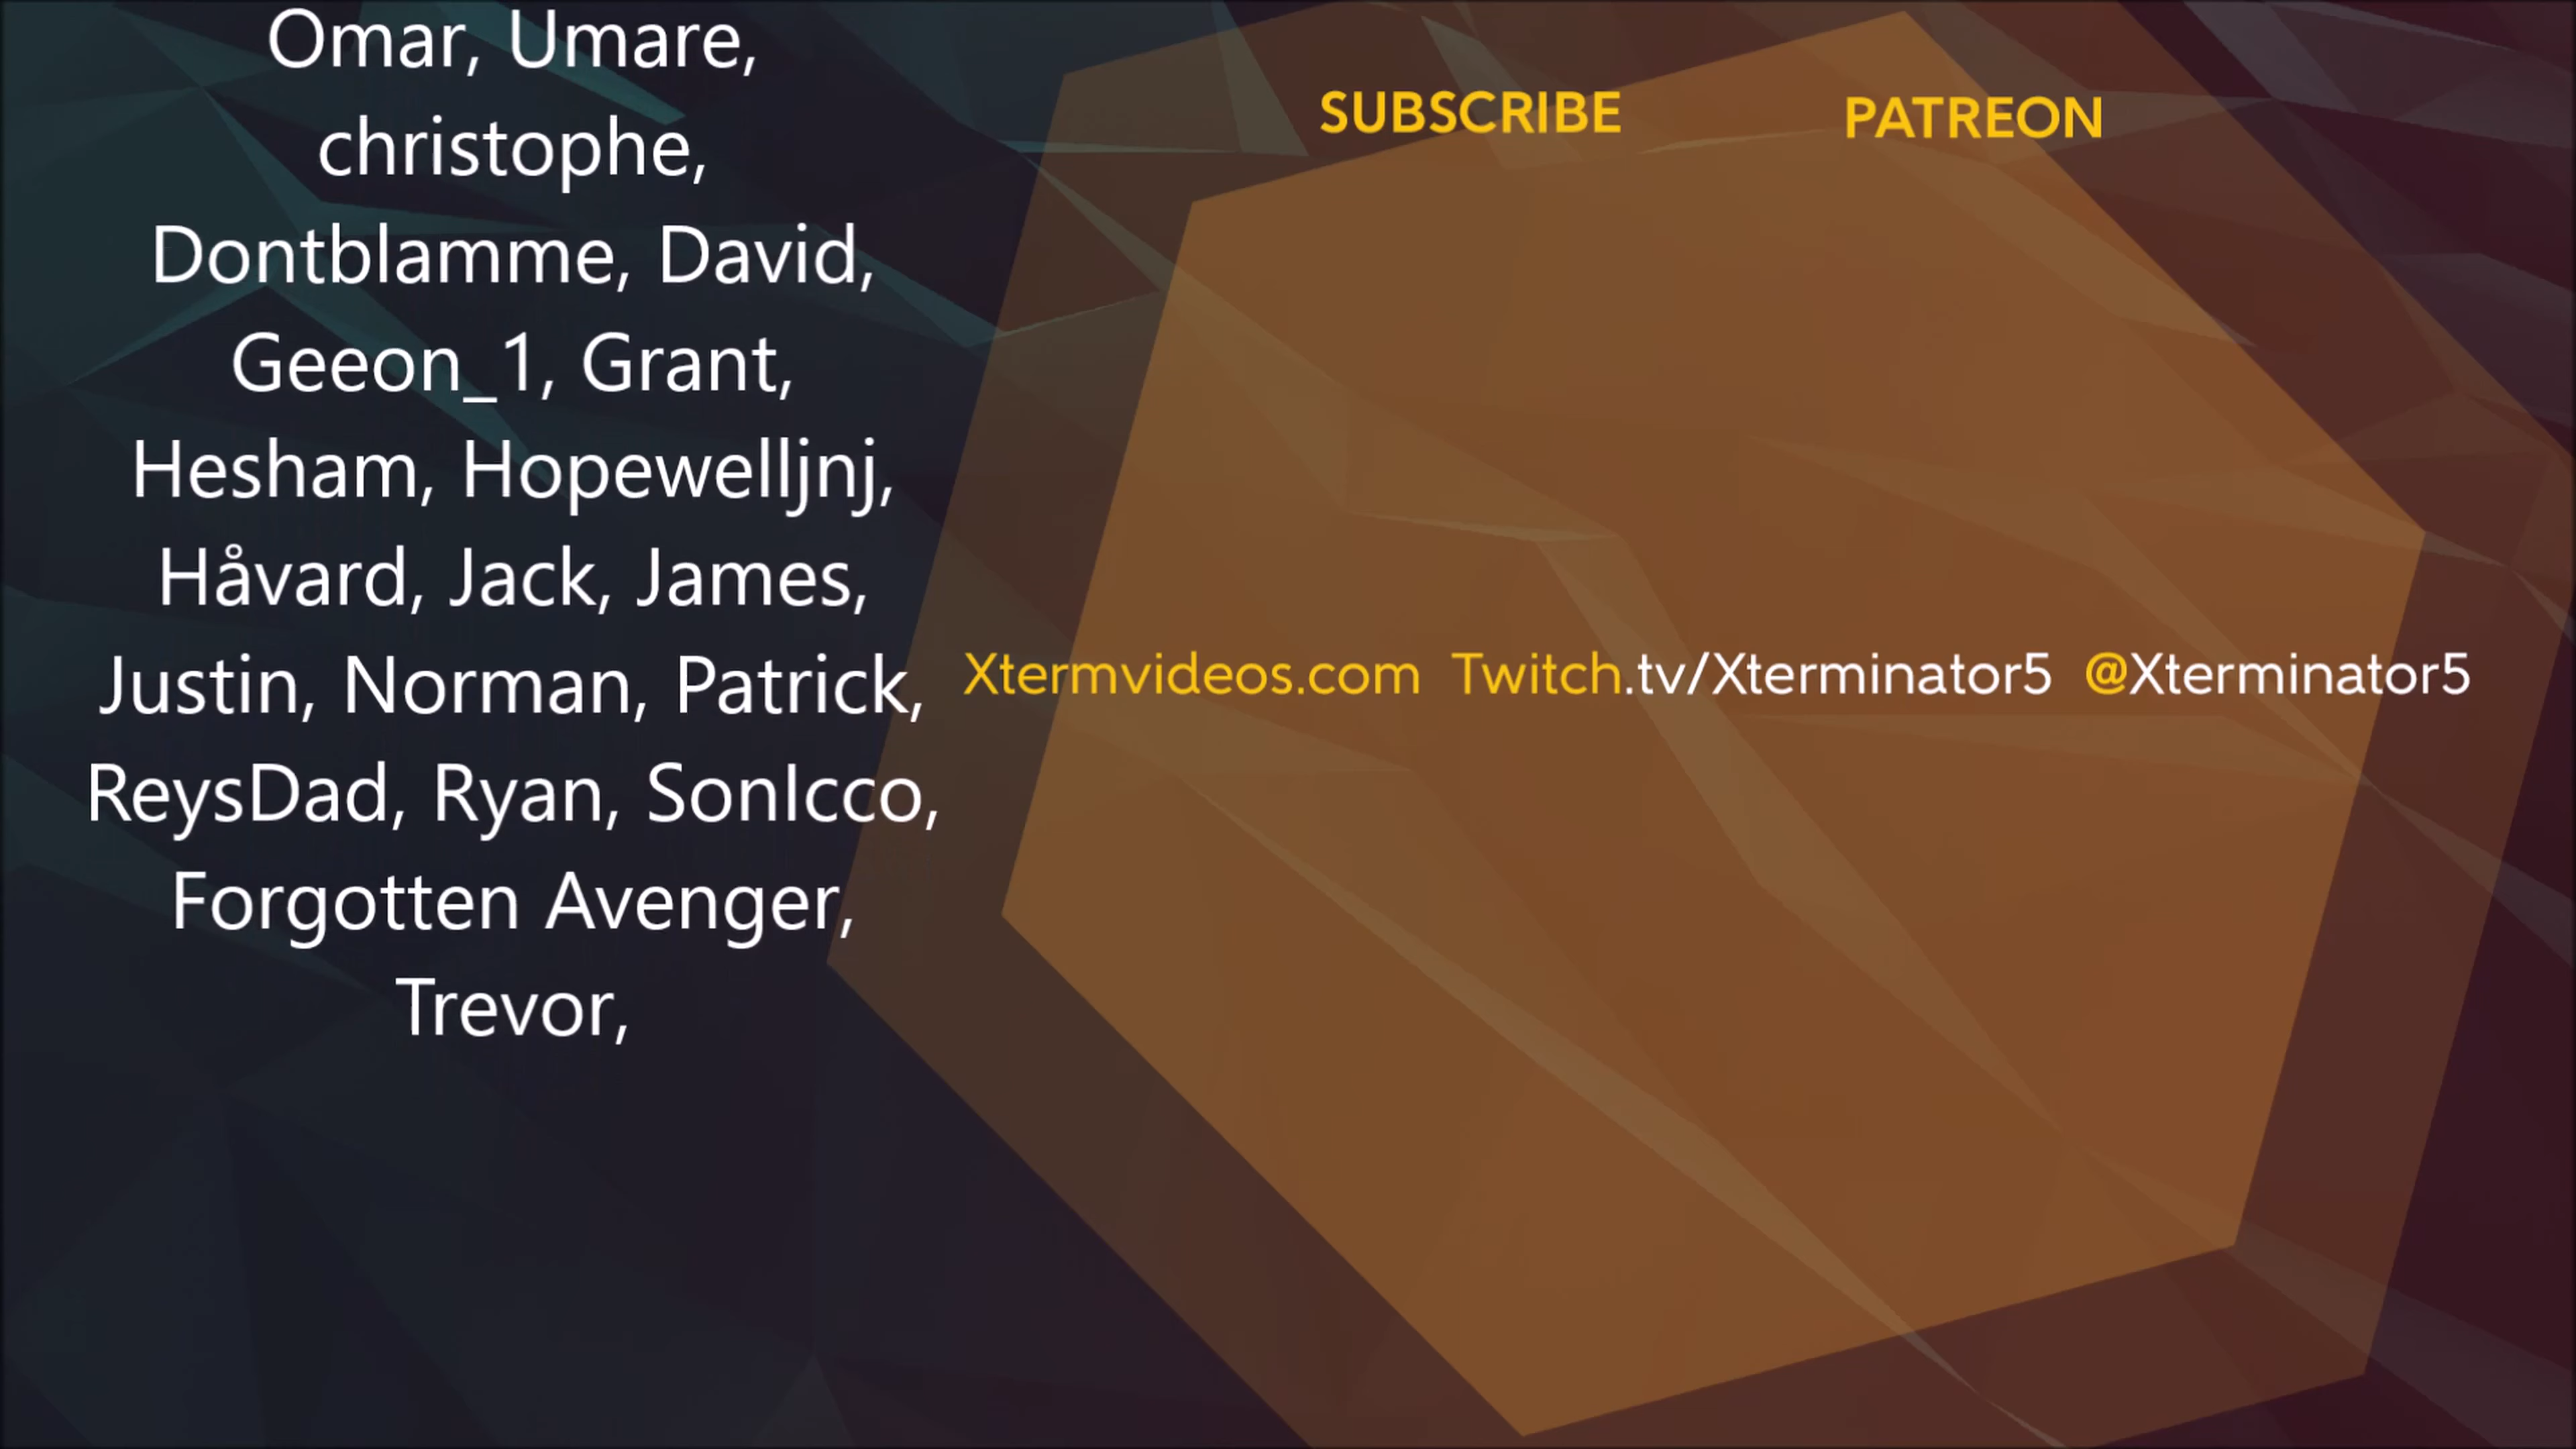 Omar, Umare,
christophe,
Dontblamme, David,
Geeon_1, Grant,
Hesham, Hopewelljnj,
Håvard, Jack, James,
Justin, Norman, Patrick,
ReysDad, Ryan, SonIcco,
Forgotten Avenger,
Trevor,
SUBSCRIBE
PATREON
Xtermvideos.com Twitch.tv/Xterminator5 @Xterminator5